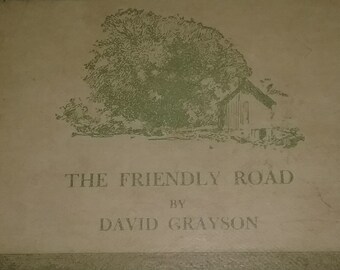 THE FRIENDLY ROAD
BY
DAVID GRAYSON